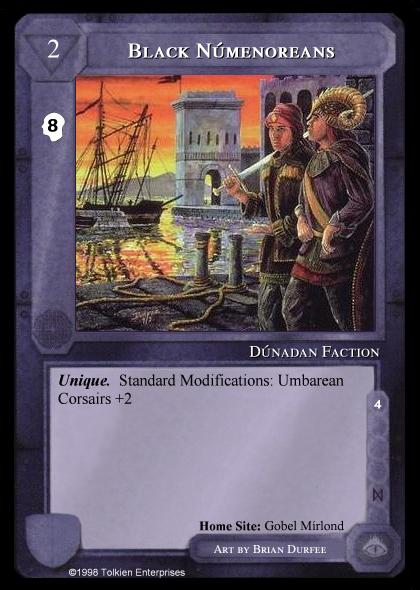 2
BLACK NÚMENOREANS
8
DÚNADAN FACTION
Unique. Standard Modifications: Umbarean
Corsairs +2
4
ᛞ
Home Site: Gobel Mírlond
ART BY BRIAN DURFEE
©1998 Tolkien Enterprises